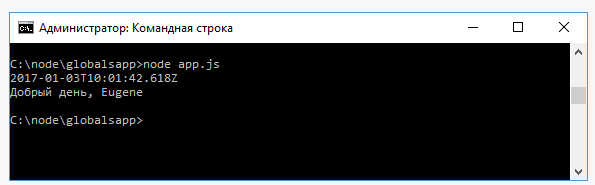 Администратор: Командная строка
C:\node\globalsapp>node app.js
2017-01-03T10:01:42.618Z
Добрый день, Eugene
C:\node\globalsapp>